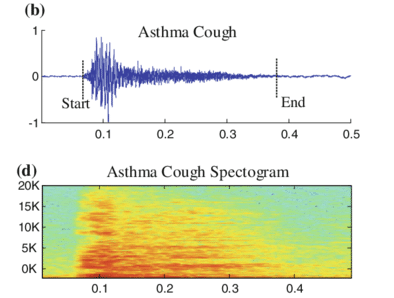 (b)
Asthma Cough
1
0
-1
Start
End
0.1 0.2 0.3 0.4 0.5
(d)
Asthma Cough Spectogram
20K
15K
10K
5K
0K
0.1 0.2 0.3 0.4